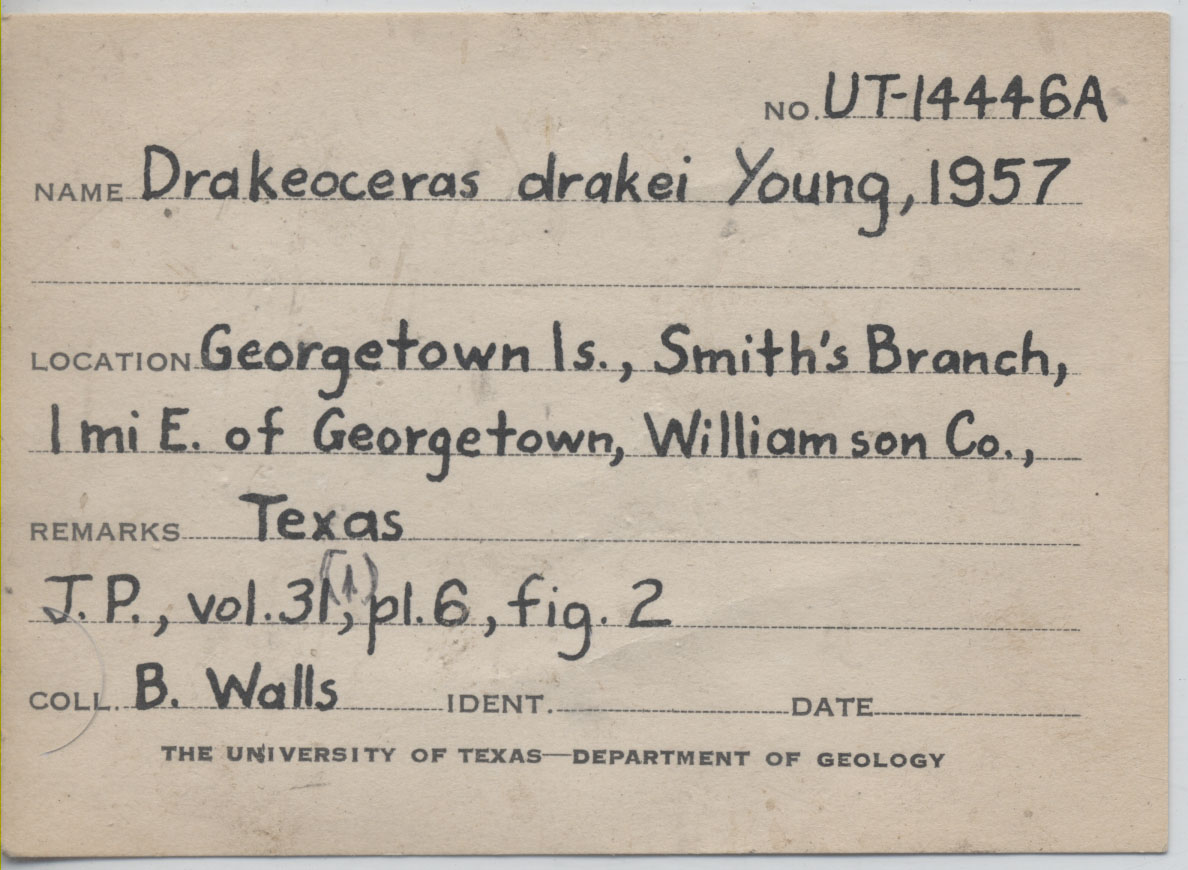 NO. UT-14446A
NAME Drakeoceras drakei Young, 1957
LOCATION Georgetown ls., Smith's Branch,
1 mi E. of Georgetown, Williamson Co.,
REMARKS Texas
J.P., vol. 31(1), pl. 6, fig. 2
COLL. B. Walls IDENT. DATE
THE UNIVERSITY OF TEXAS—DEPARTMENT OF GEOLOGY